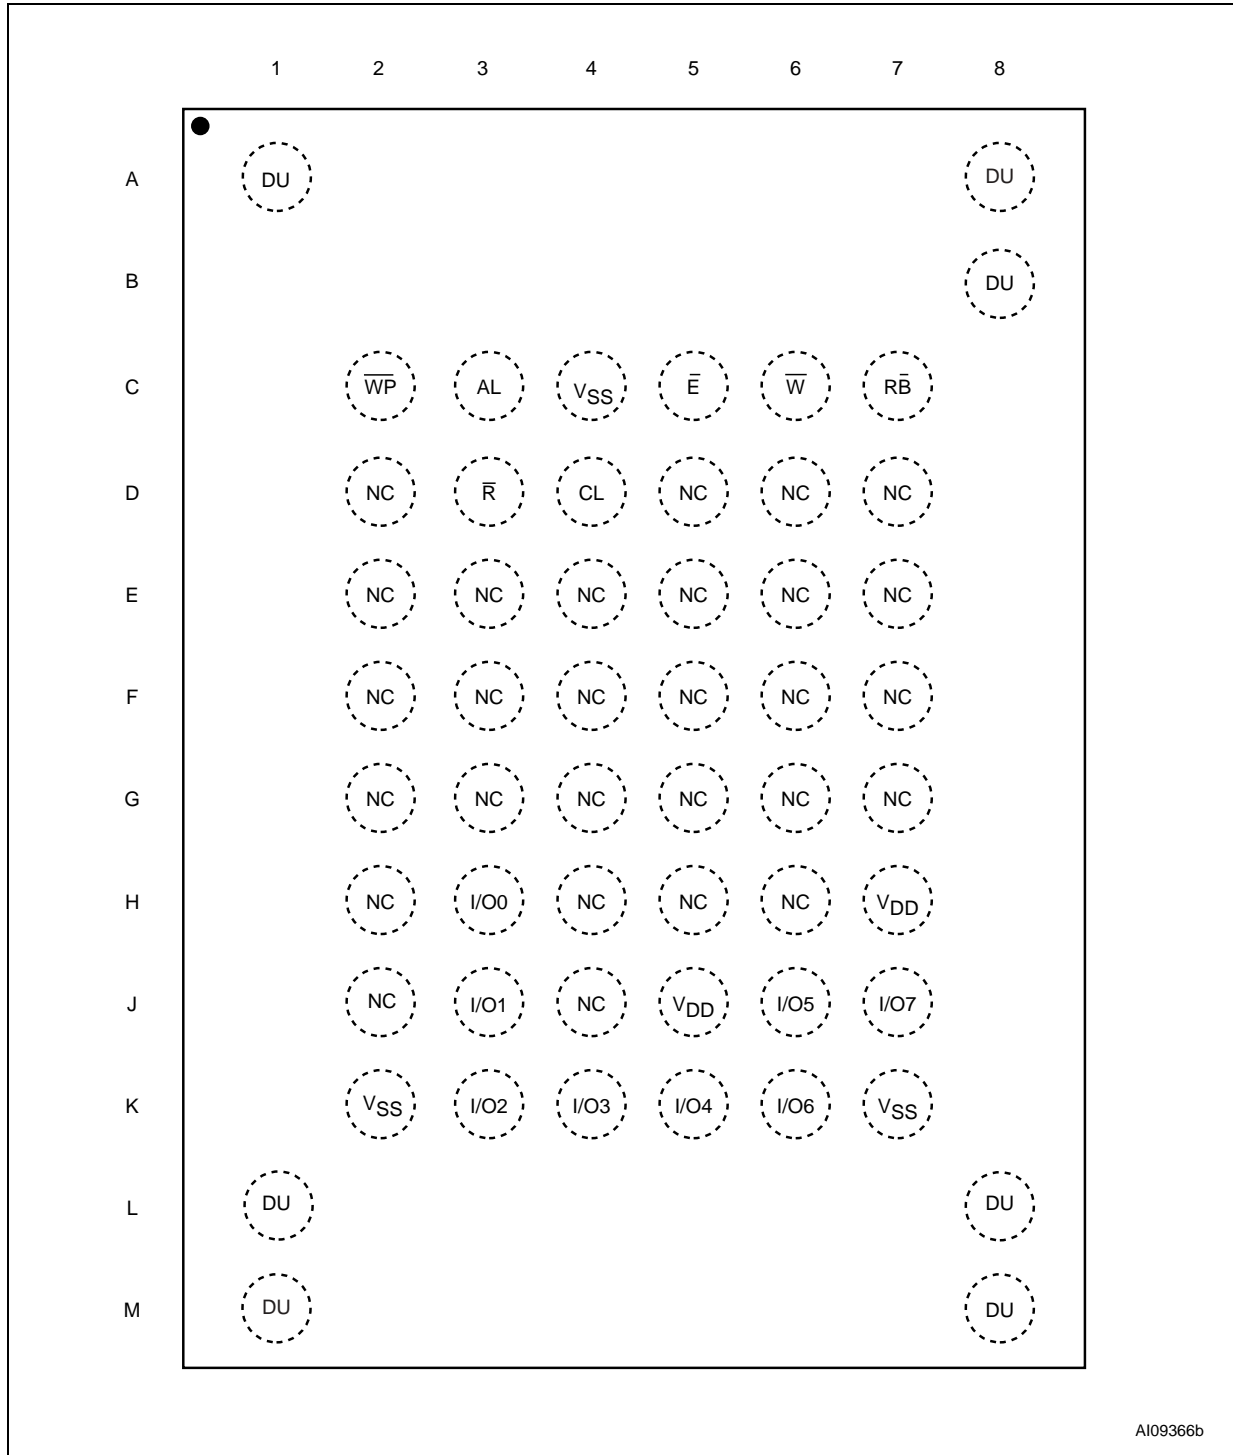 1 2 3 4 5 6 7 8
A DU DU
B DU
C W̅P̅ AL VSS E̅ W̅ RB̅
D NC R̅ CL NC NC NC
E NC NC NC NC NC NC
F NC NC NC NC NC NC
G NC NC NC NC NC NC
H NC I/O0 NC NC NC VDD
J NC I/O1 NC VDD I/O5 I/O7
K VSS I/O2 I/O3 I/O4 I/O6 VSS
L DU DU
M DU DU
AI09366b